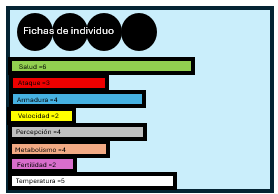 Fichas de individuo
Salud =6
Ataque =3
Armadura =4
Velocidad =2
Percepción =4
Metabolismo =4
Fertilidad =2
Temperatura =5